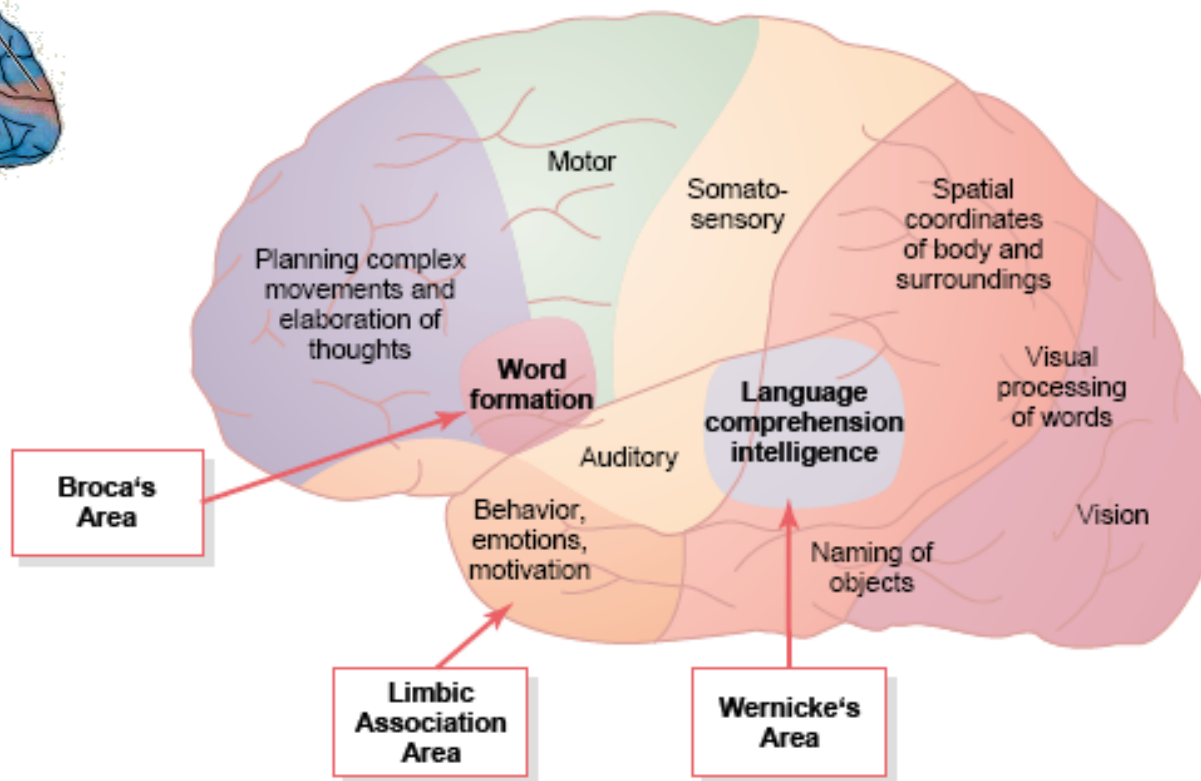 Motor
Somato-
sensory
Spatial
coordinates
of body and
surroundings
Planning complex
movements and
elaboration of
thoughts
Word
formation
Language
comprehension
intelligence
Visual
processing
of words
Auditory
Broca‘s
Area
Behavior,
emotions,
motivation
Vision
Naming of
objects
Limbic
Association
Area
Wernicke‘s
Area